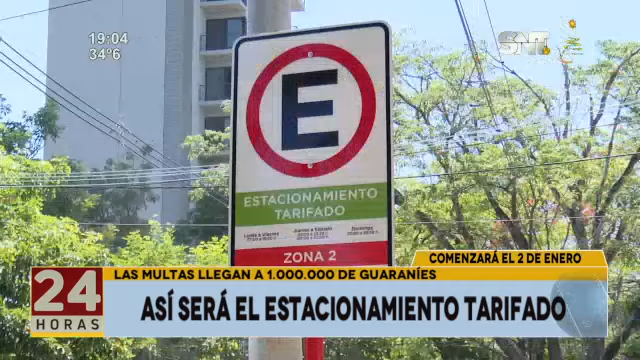 19:04
34°6
SNT
E
ESTACIONAMIENTO
TARIFADO
ZONA 2
COMENZARÁ EL 2 DE ENERO
LAS MULTAS LLEGAN A 1.000.000 DE GUARANÍES
24
HORAS
ASÍ SERÁ EL ESTACIONAMIENTO TARIFADO